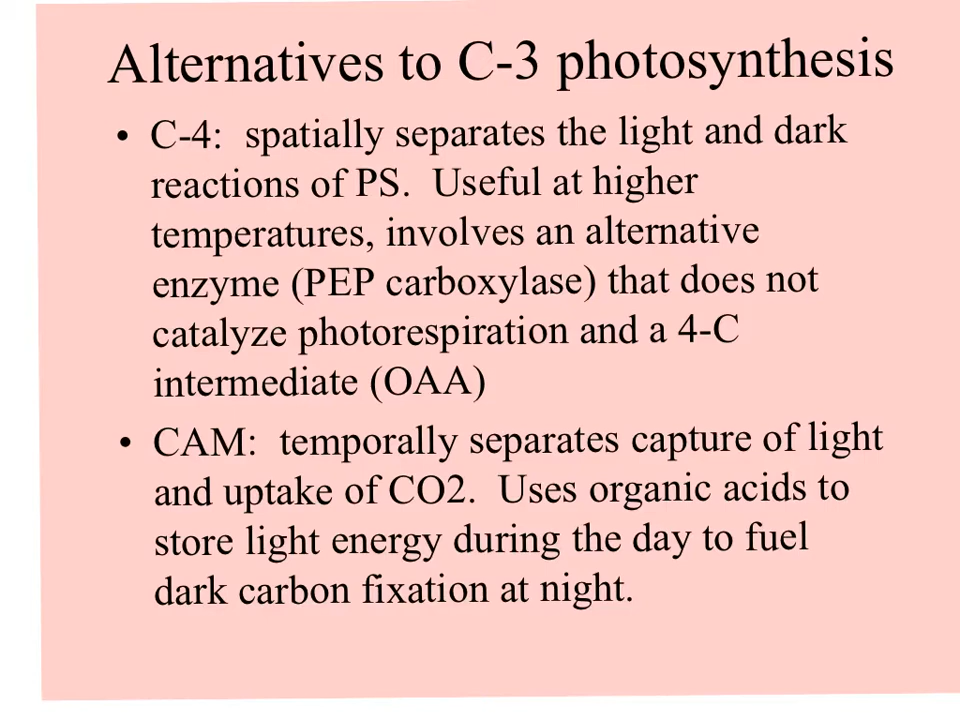 Alternatives to C-3 photosynthesis
• C-4:  spatially separates the light and dark
reactions of PS.  Useful at higher
temperatures, involves an alternative
enzyme (PEP carboxylase) that does not
catalyze photorespiration and a 4-C
intermediate (OAA)
• CAM:  temporally separates capture of light
and uptake of CO2.  Uses organic acids to
store light energy during the day to fuel
dark carbon fixation at night.